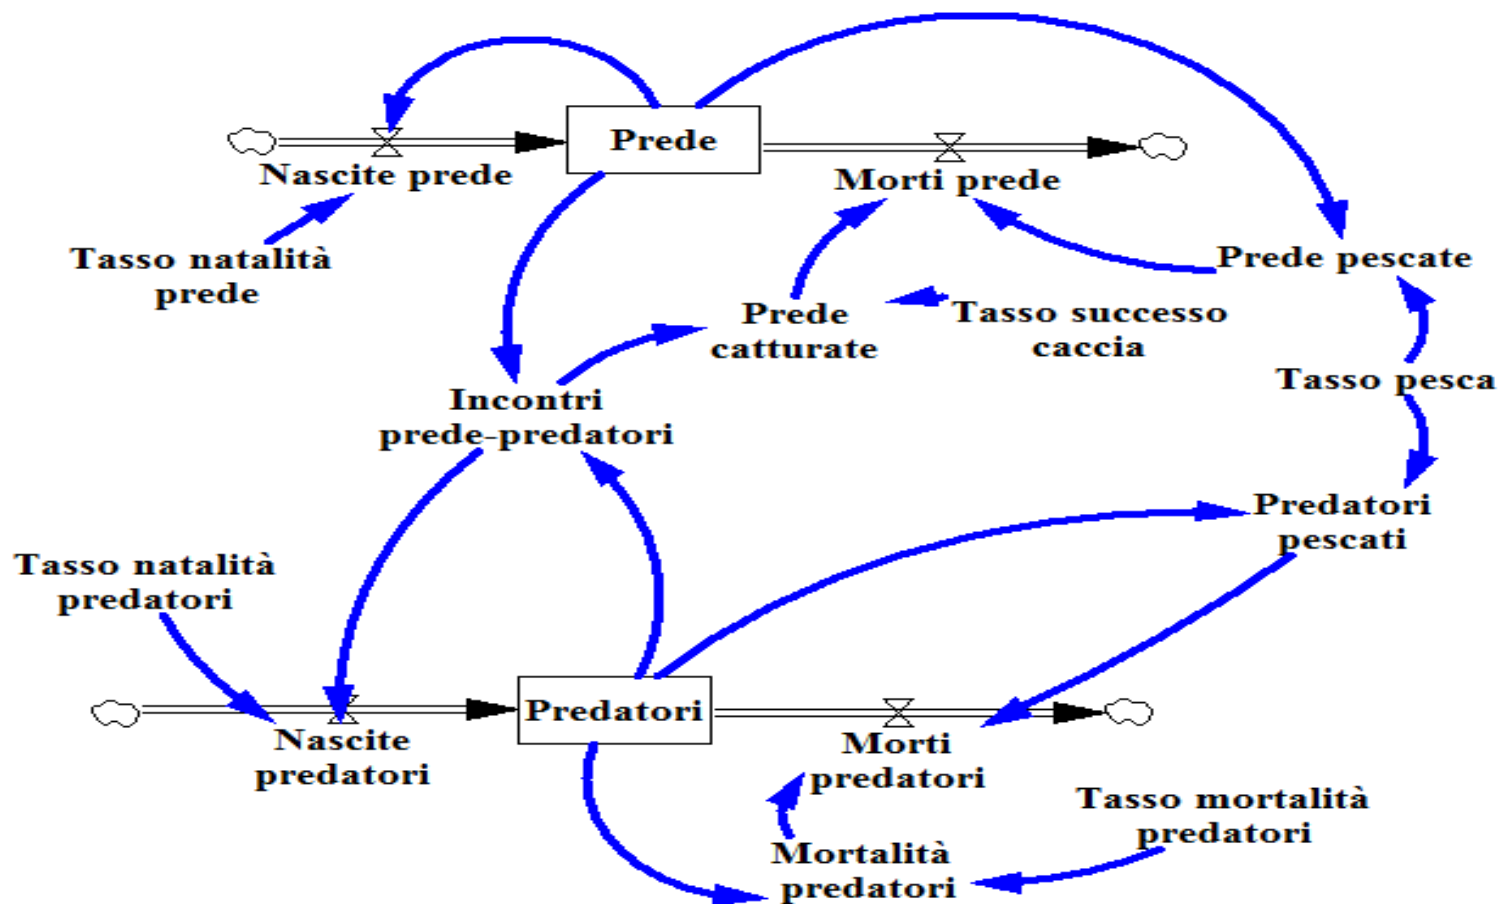 Prede
Nascite prede
Morti prede
Tasso natalità
prede
Prede pescate
Prede
catturate
Tasso successo
caccia
Tasso pesca
Incontri
prede-predatori
Predatori
pescati
Tasso natalità
predatori
Predatori
Nascite
predatori
Morti
predatori
Tasso mortalità
predatori
Mortalità
predatori